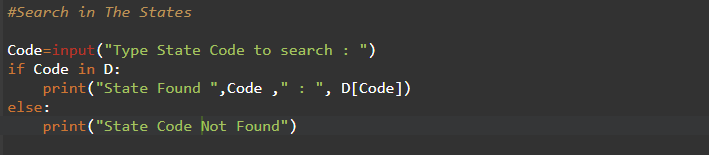 #Search in The States
Code=input("Type State Code to search : ")
if Code in D:
    print("State Found ",Code ," : ", D[Code])
else:
    print("State Code Not Found")